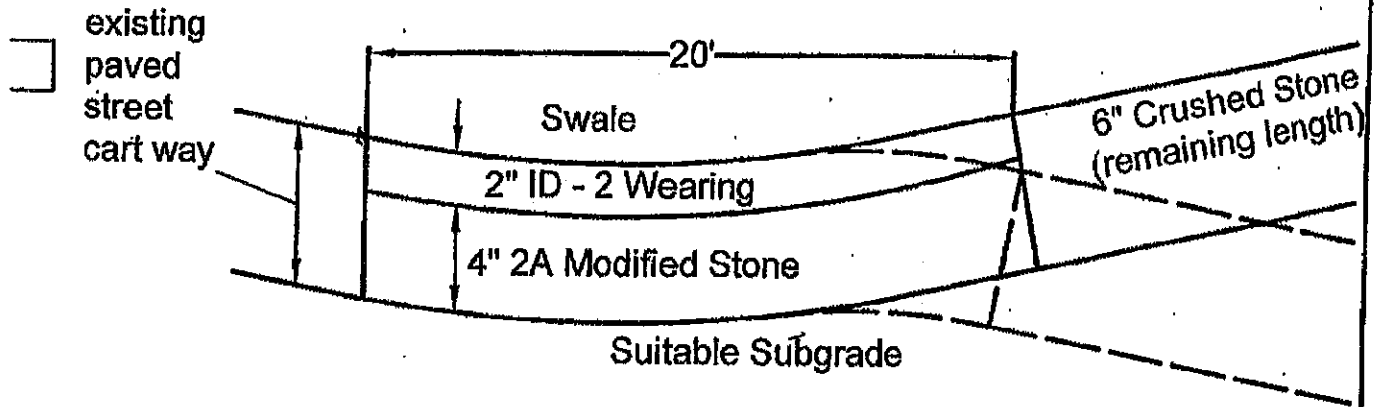 existing
paved
street
cart way
20'
Swale
6" Crushed Stone
(remaining length)
2" ID - 2 Wearing
4" 2A Modified Stone
Suitable Subgrade